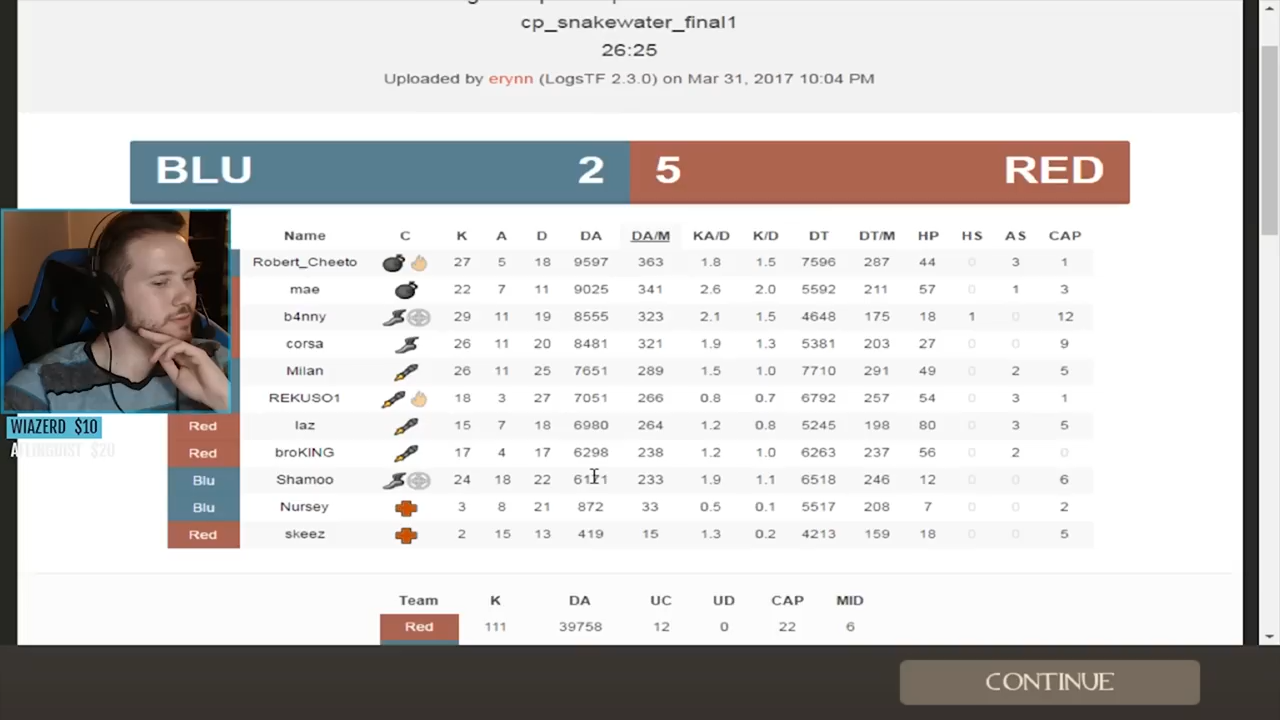 cp_snakewater_final1
26:25
Uploaded by erynn (LogsTF 2.3.0) on Mar 31, 2017 10:04 PM
BLU 2 5 RED
Name C K A D DA DA/M KA/D K/D DT DT/M HP HS AS CAP
Robert_Cheeto 27 5 18 9597 363 1.8 1.5 7596 287 44 0 3 1
mae 22 7 11 9025 341 2.6 2.0 5592 211 57 0 1 3
b4nny 29 11 19 8555 323 2.1 1.5 4648 175 18 1 0 12
corsa 26 11 20 8481 321 1.9 1.3 5381 203 27 0 0 9
Milan 26 11 25 7651 289 1.5 1.0 7710 291 49 0 2 5
REKUSO1 18 3 27 7051 266 0.8 0.7 6792 257 54 0 3 1
Red laz 15 7 18 6980 264 1.2 0.8 5245 198 80 0 3 5
Red broKING 17 4 17 6298 238 1.2 1.0 6263 237 56 0 2 0
Blu Shamoo 24 18 22 233 1.9 1.1 6518 246 12 0 0 6
Blu Nursey 3 8 21 872 33 0.5 0.1 5517 208 7 0 0 2
Red skeez 2 15 13 419 15 1.3 0.2 4213 159 18 0 0 5
WIAZERD $10
$20
Team K DA UC UD CAP MID
Red 111 39758 12 0 22 6
CONTINUE